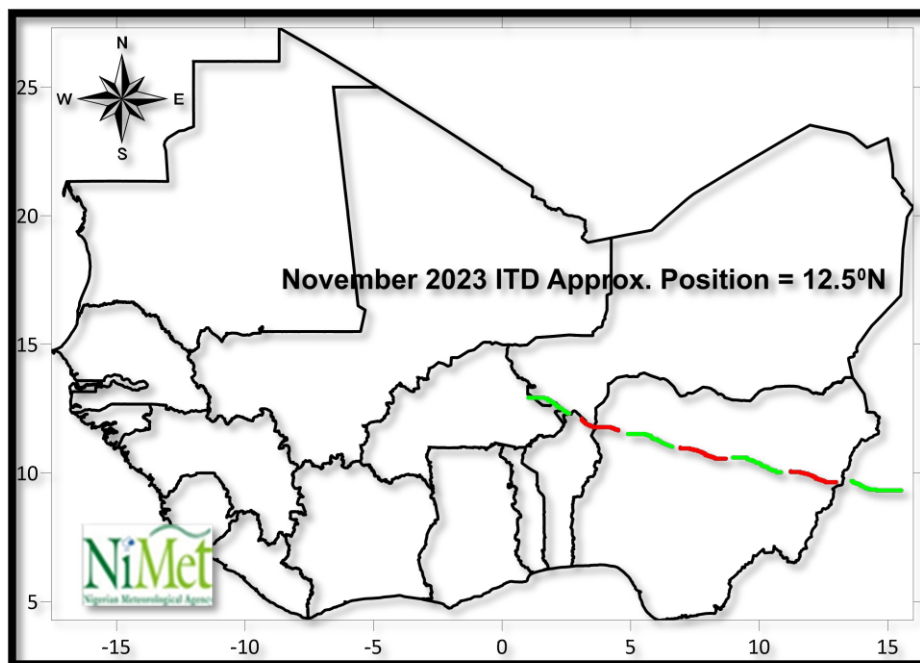 N
W E
S
25
20
November 2023 ITD Approx. Position = 12.5⁰N
15
10
NiMet
Nigerian Meteorological Agency
5
-15 -10 -5 0 5 10 15